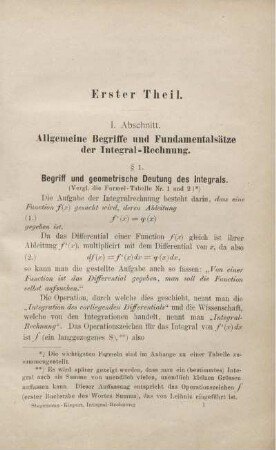 Erster Theil.
I. Abschnitt.
Allgemeine Begriffe und Fundamentalsätze
der Integral-Rechnung.
§ 1.
Begriff und geometrische Deutung des Integrals.
(Vergl. die Formel-Tabelle Nr. 1 und 2!*)
Die Aufgabe der Integralrechnung besteht darin, dass eine
Function f(x) gesucht wird, deren Ableitung
(1.) f'(x) = φ(x)
gegeben ist.
Da das Differential einer Function f(x) gleich ist ihrer
Ableitung f'(x), multiplicirt mit dem Differential von x, da also
(2.) df(x) = f'(x)dx = φ(x)dx,
so kann man die gestellte Aufgabe auch so fassen: „Von einer
Function ist das Differential gegeben, man soll die Function
selbst aufsuchen."
Die Operation, durch welche dies geschieht, nennt man
die „Integration des vorliegenden Differentials" und die Wissenschaft,
welche von den Integrationen handelt, nennt man „Integral-
Rechnung". Das Operationszeichen für das Integral von f'(x)dx
ist ∫ (ein langgezogenes S),**) also
*) Die wichtigsten Formeln sind im Anhange zu einer Tabelle zu-
sammengestellt.
**) Es wird später gezeigt werden, dass man ein (bestimmtes) Inte-
gral auch als Summe von unendlich vielen, unendlich kleinen Grössen
auffassen kann. Dieser Auffassung entspricht das Operationszeichen ∫
(erster Buchstabe des Wortes Summa), das von Leibniz eingeführt ist.
Stegemann-Kiepert, Integral-Rechnung. 1